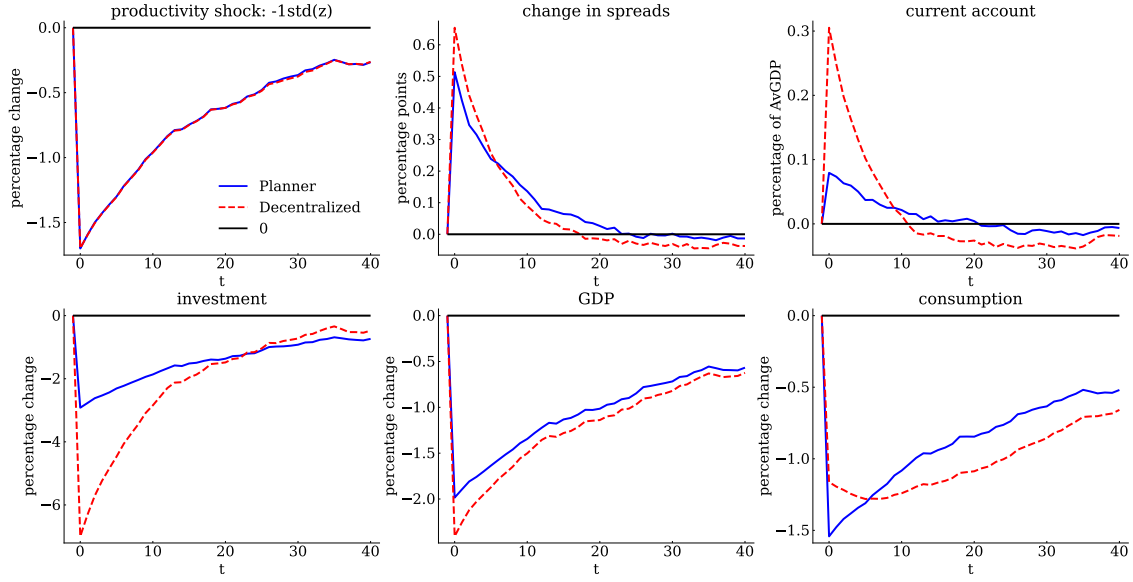 productivity shock: -1std(z)
percentage change
0.0
−0.5
−1.0
−1.5
Planner
Decentralized
0
0
10
20
30
40
t
change in spreads
percentage points
0.6
0.5
0.4
0.3
0.2
0.1
0.0
0
10
20
30
40
t
current account
percentage of AvGDP
0.3
0.2
0.1
0.0
0
10
20
30
40
t
investment
percentage change
0
−2
−4
−6
0
10
20
30
40
t
GDP
percentage change
0.0
−0.5
−1.0
−1.5
−2.0
0
10
20
30
40
t
consumption
percentage change
0.0
−0.5
−1.0
−1.5
0
10
20
30
40
t